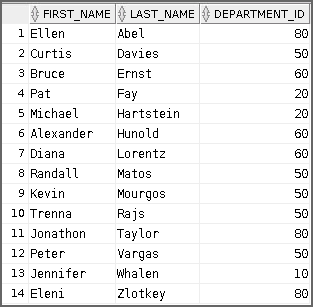 FIRST_NAME LAST_NAME DEPARTMENT_ID
1 Ellen Abel 80
2 Curtis Davies 50
3 Bruce Ernst 60
4 Pat Fay 20
5 Michael Hartstein 20
6 Alexander Hunold 60
7 Diana Lorentz 60
8 Randall Matos 50
9 Kevin Mourgos 50
10 Trenna Rajs 50
11 Jonathon Taylor 80
12 Peter Vargas 50
13 Jennifer Whalen 10
14 Eleni Zlotkey 80